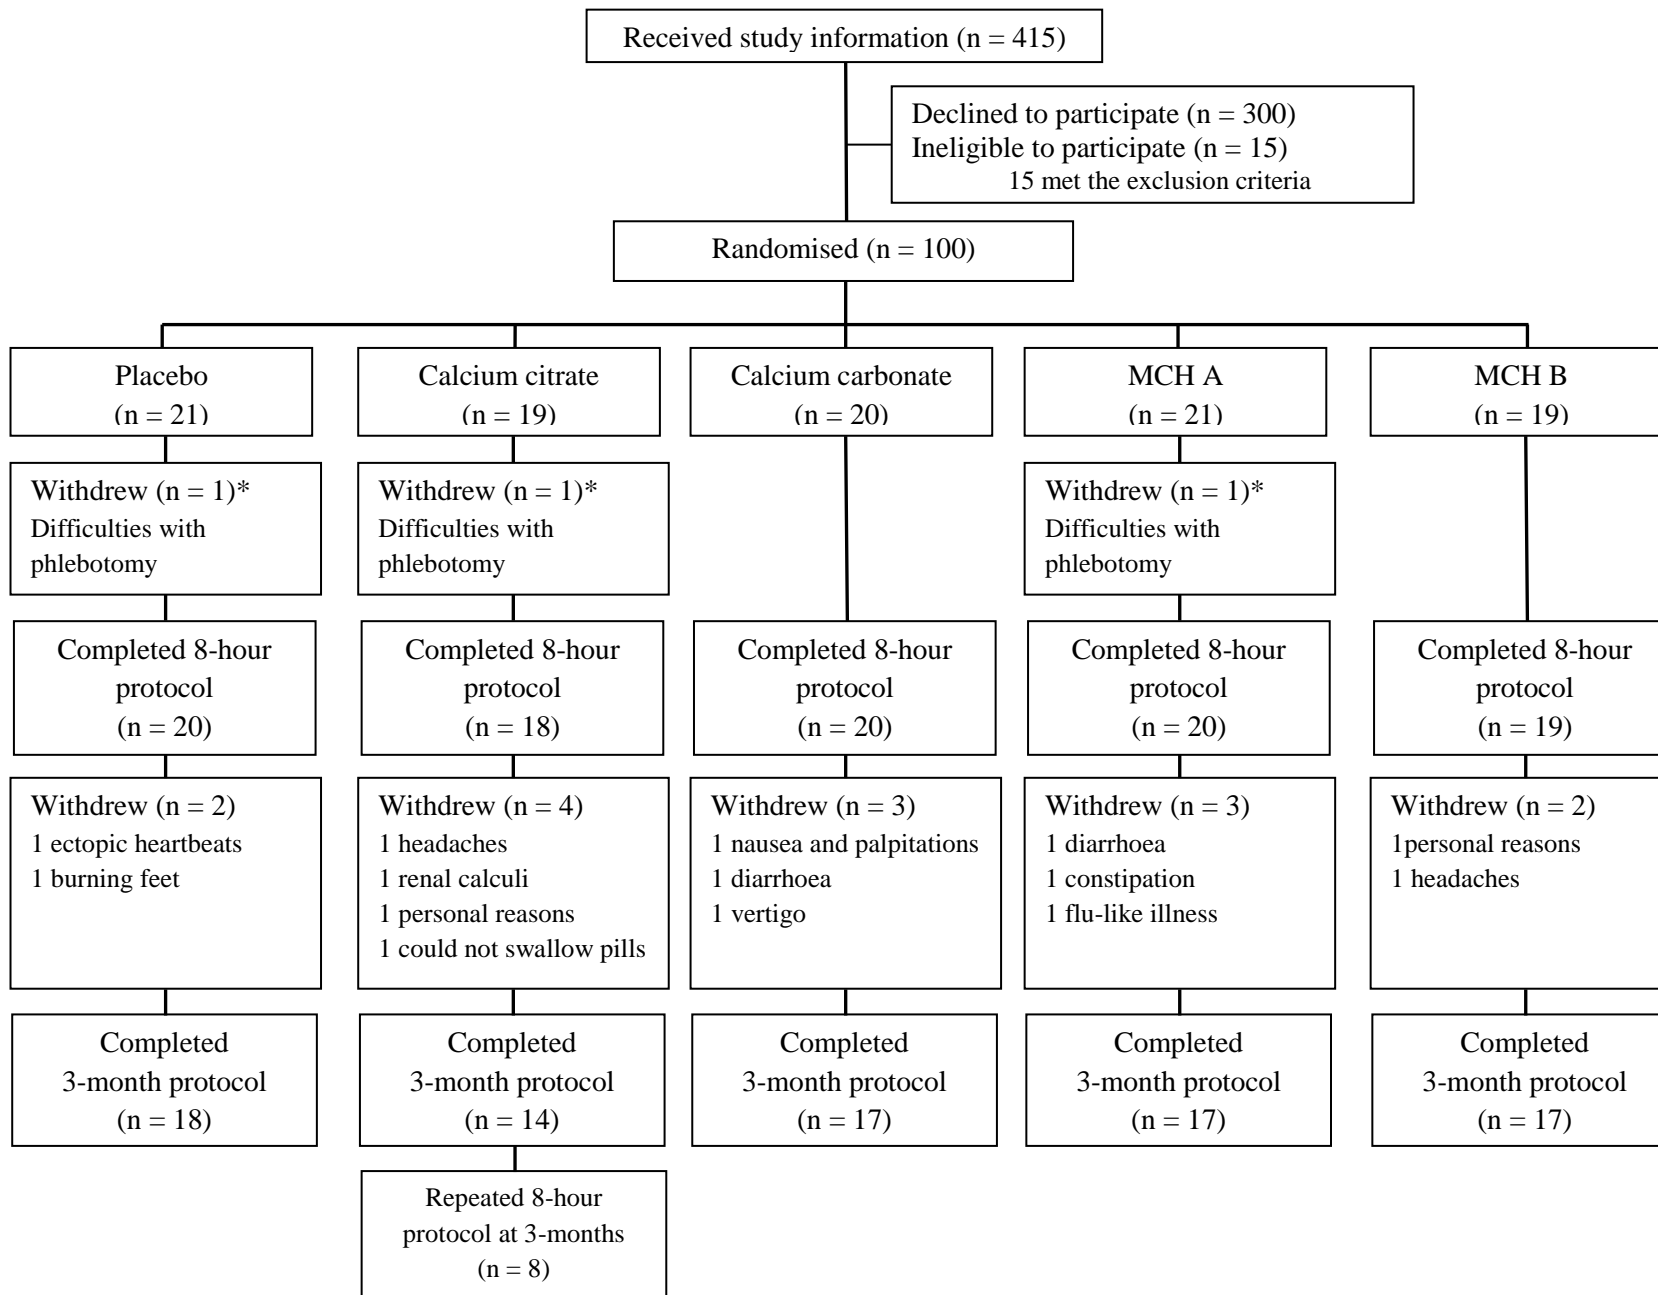 Received study information (n = 415)
Declined to participate (n = 300)
Ineligible to participate (n = 15)
15 met the exclusion criteria
Randomised (n = 100)
Placebo
(n = 21)
Calcium citrate
(n = 19)
Calcium carbonate
(n = 20)
MCH A
(n = 21)
MCH B
(n = 19)
Withdrew (n = 1)*
Difficulties with
phlebotomy
Withdrew (n = 1)*
Difficulties with
phlebotomy
Withdrew (n = 1)*
Difficulties with
phlebotomy
Completed 8-hour
protocol
(n = 20)
Completed 8-hour
protocol
(n = 18)
Completed 8-hour
protocol
(n = 20)
Completed 8-hour
protocol
(n = 20)
Completed 8-hour
protocol
(n = 19)
Withdrew (n = 2)
1 ectopic heartbeats
1 burning feet
Withdrew (n = 4)
1 headaches
1 renal calculi
1 personal reasons
1 could not swallow pills
Withdrew (n = 3)
1 nausea and palpitations
1 diarrhoea
1 vertigo
Withdrew (n = 3)
1 diarrhoea
1 constipation
1 flu-like illness
Withdrew (n = 2)
1personal reasons
1 headaches
Completed
3-month protocol
(n = 18)
Completed
3-month protocol
(n = 14)
Completed
3-month protocol
(n = 17)
Completed
3-month protocol
(n = 17)
Completed
3-month protocol
(n = 17)
Repeated 8-hour
protocol at 3-months
(n = 8)